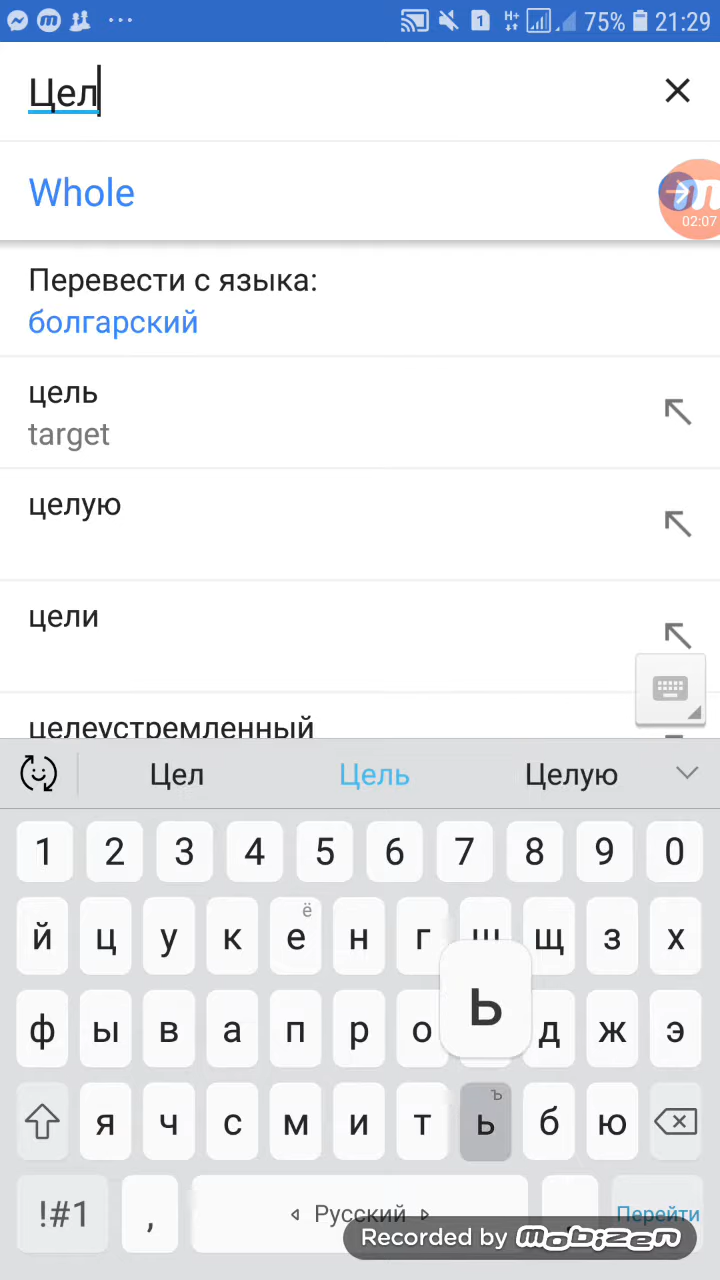 1 H+ 75% 21:29
Цел
Whole
02:07
Перевести с языка:
болгарский
цель
target
целую
цели
целеустремленный
Цел Цель Целую
1 2 3 4 5 6 7 8 9 0
ё
й ц у к е н г ш щ з х
ф ы в а п р о ь д ж э
ъ
я ч с м и т ь б ю
!#1 , Русский Перейти
Recorded by mobizen